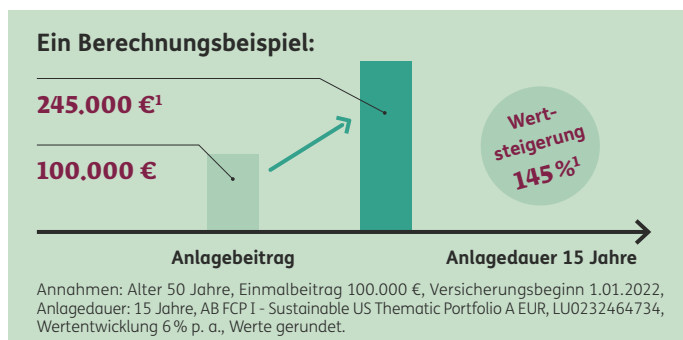 Ein Berechnungsbeispiel:
245.000 €¹
100.000 €
Wert-
steigerung
145 %¹
Anlagebeitrag
Anlagedauer 15 Jahre
Annahmen: Alter 50 Jahre, Einmalbeitrag 100.000 €, Versicherungsbeginn 1.01.2022,
Anlagedauer: 15 Jahre, AB FCP I - Sustainable US Thematic Portfolio A EUR, LU0232464734,
Wertentwicklung 6 % p. a., Werte gerundet.